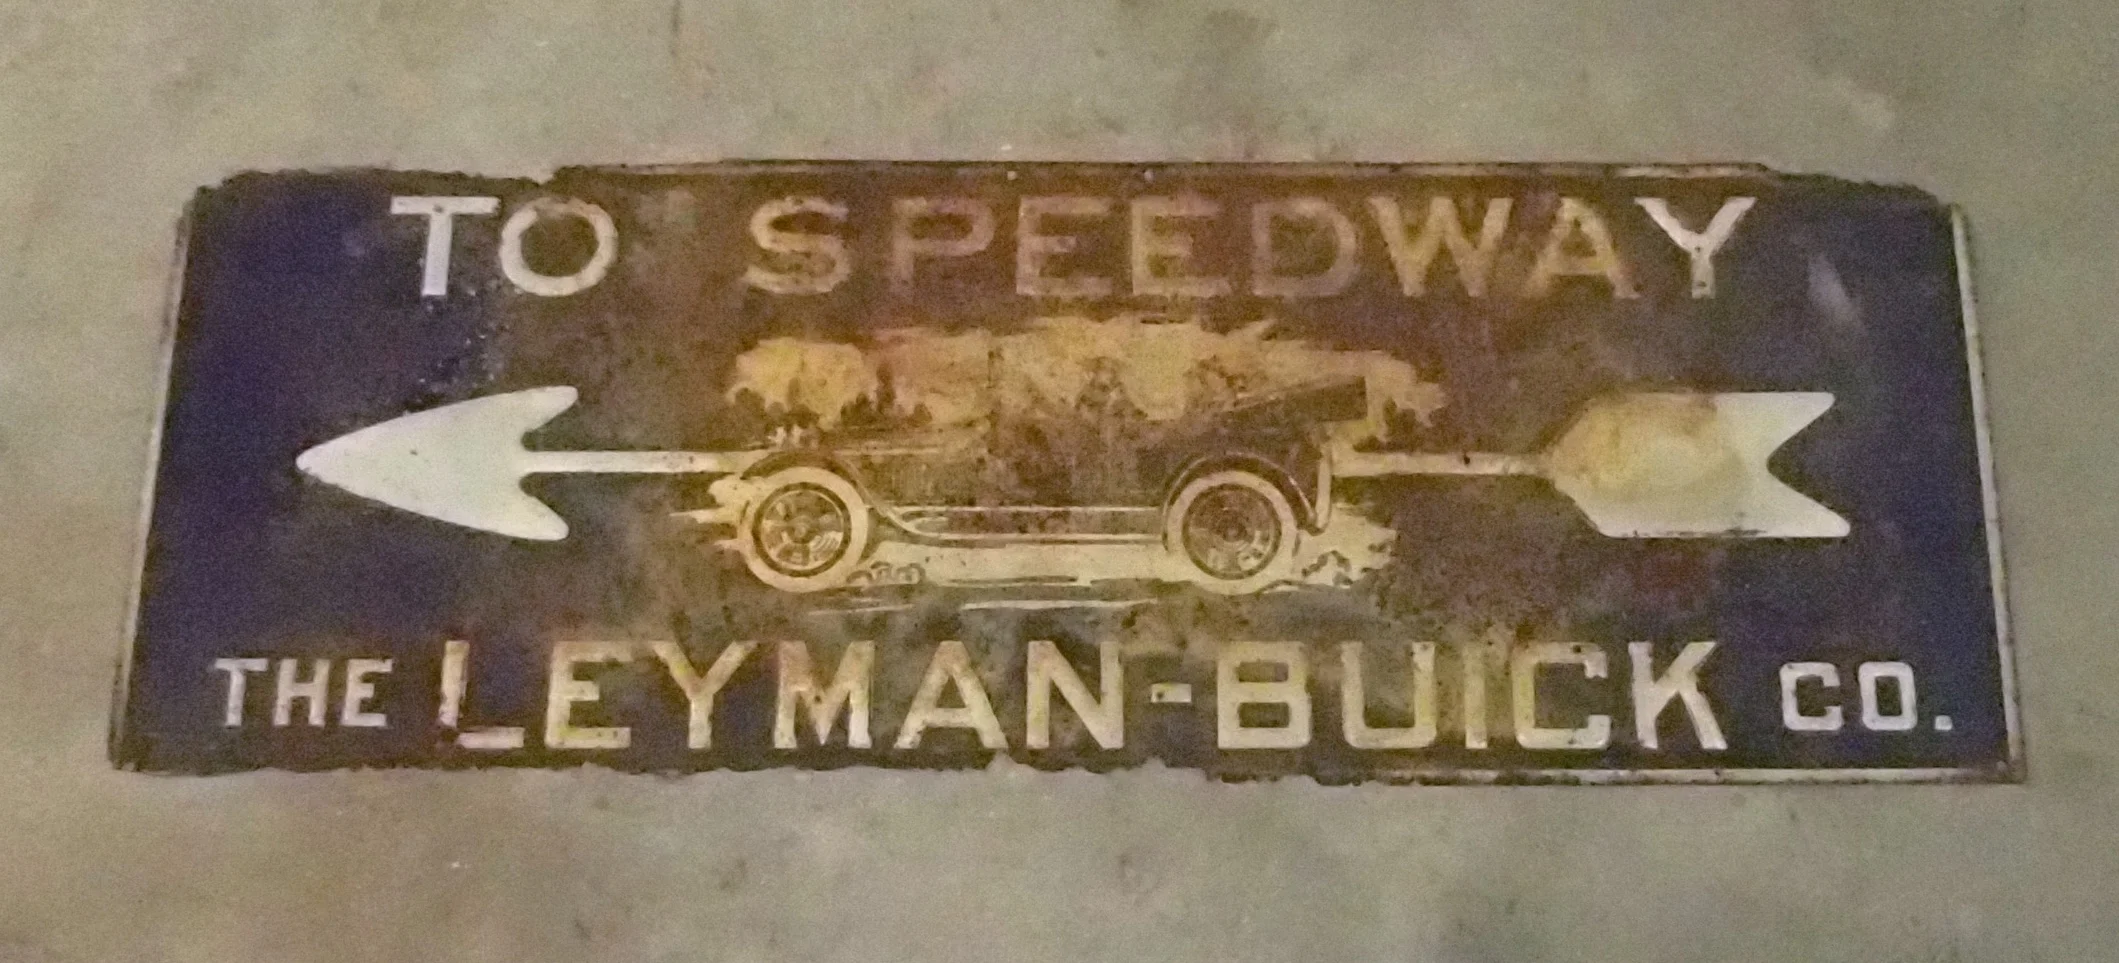 TO SPEEDWAY
THE LEYMAN-BUICK CO.